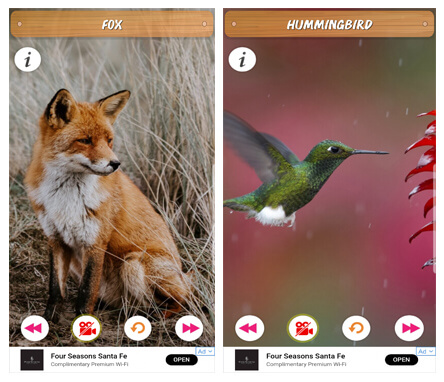 FOX
i
Ad
Four Seasons Santa Fe
Complimentary Premium Wi-Fi
OPEN
HUMMINGBIRD
i
Ad
Four Seasons Santa Fe
Complimentary Premium Wi-Fi
OPEN